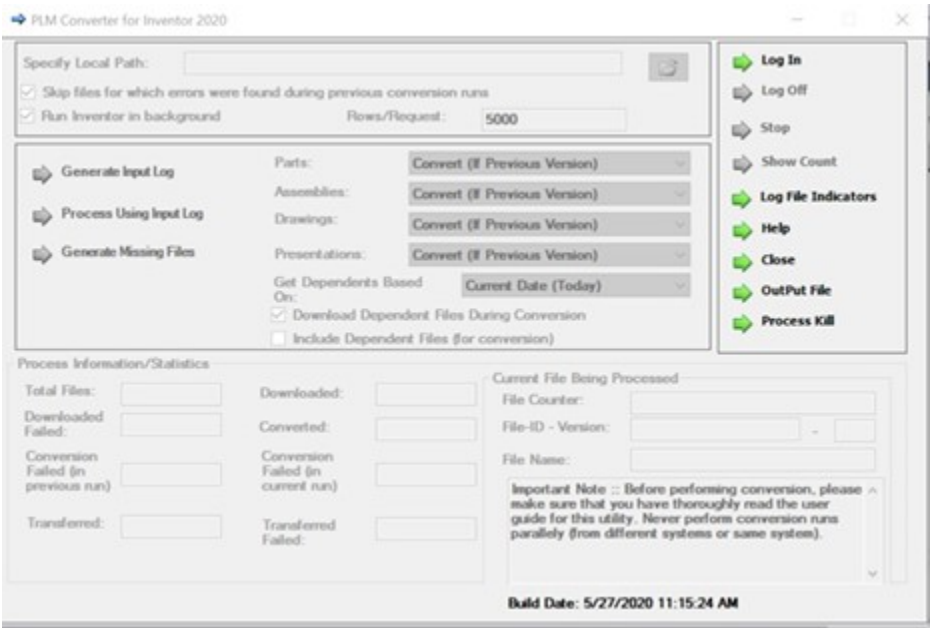 PLM Converter for Inventor 2020
Specify Local Path:
Skip files for which errors were found during previous conversion runs
Run Inventor in background
Rows/Request:
5000
Generate Input Log
Process Using Input Log
Generate Missing Files
Parts:
Convert (If Previous Version)
Assemblies:
Convert (If Previous Version)
Drawings:
Convert (If Previous Version)
Presentations:
Convert (If Previous Version)
Get Dependents Based
On:
Current Date (Today)
Download Dependent Files During Conversion
Include Dependent Files (for conversion)
Log In
Log Off
Stop
Show Count
Log File Indicators
Help
Close
OutPut File
Process Kill
Process Information/Statistics
Total Files:
Downloaded:
Downloaded
Failed:
Converted:
Conversion
Failed (in
previous run)
Conversion
Failed (in
current run)
Transferred:
Transferred
Failed:
Current File Being Processed
File Counter:
File-ID - Version:
-
File Name:
Important Note :: Before performing conversion, please
make sure that you have thoroughly read the user
guide for this utility. Never perform conversion runs
parallely (from different systems or same system).
Build Date: 5/27/2020 11:15:24 AM